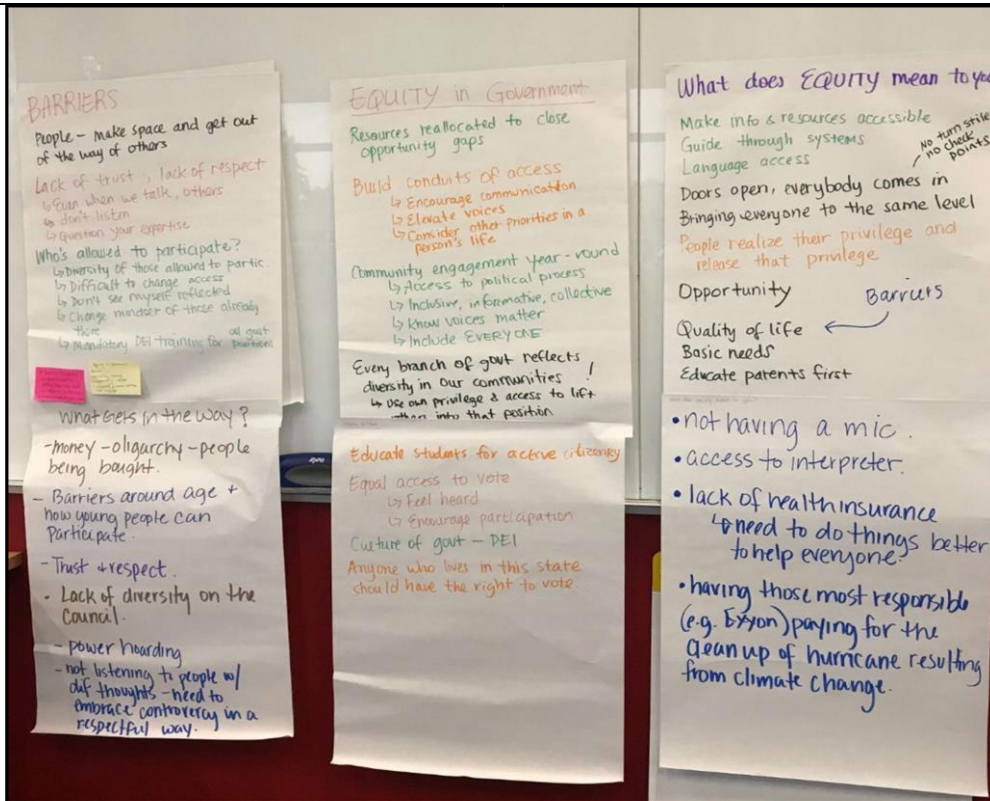 BARRIERS
People - make space and get out
of the way of others
Lack of trust, lack of respect
↳ Even when we talk, others
↳ don't listen
↳ Question your expertise
Who's allowed to participate?
↳ Diversity of those allowed to partic.
↳ Difficult to change access
↳ Don't see myself reflected
↳ Change mindset of those already
there
↳ Mandatory DEI training for all govt
positions
What Gets in the way?
- money - oligarchy - people
being bought.
- Barriers around age +
how young people can
Participate.
- Trust + respect.
• Lack of diversity on the
Council.
- power hoarding
- not listening to people w/
dif thoughts - need to
embrace controvercy in a
respectful way.
EQUITY in Government
Resources reallocated to close
opportunity gaps
Build conduits of access
↳ Encourage communication
↳ Elevate voices
↳ Consider other priorities in a
person's life
Community engagement year-round
↳ Access to political process
↳ Inclusive, informative, collective
↳ Know voices matter
↳ Include EVERYONE
Every branch of govt reflects
diversity in our communities !
↳ Use own privilege & access to lift
into that position
Educate students for active citizenry
Equal access to vote
↳ Feel heard
↳ Encourage participation
Culture of govt - DEI
Anyone who lives in this state
should have the right to vote
What does EQUITY mean to you
Make info & resources accessible
Guide through systems
Language access
No turn stile
no check
points
Doors open, everybody comes in
Bringing everyone to the same level
People realize their privilege and
release that privilege
Opportunity
Barriers
Quality of life
Basic needs
Educate parents first
• not having a mic.
• access to interpreter.
• lack of health insurance
↳ need to do things better
to help everyone?
• having those most responsible
(e.g. Exxon) paying for the
clean up of hurricane resulting
from climate change.